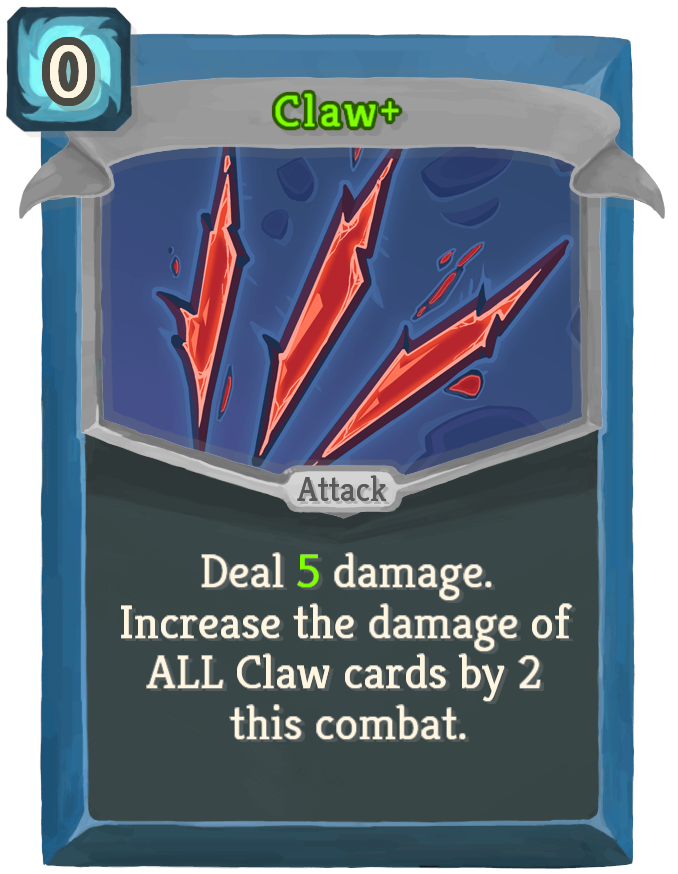 0
Claw+
Attack
Deal 5 damage.
Increase the damage of
ALL Claw cards by 2
this combat.